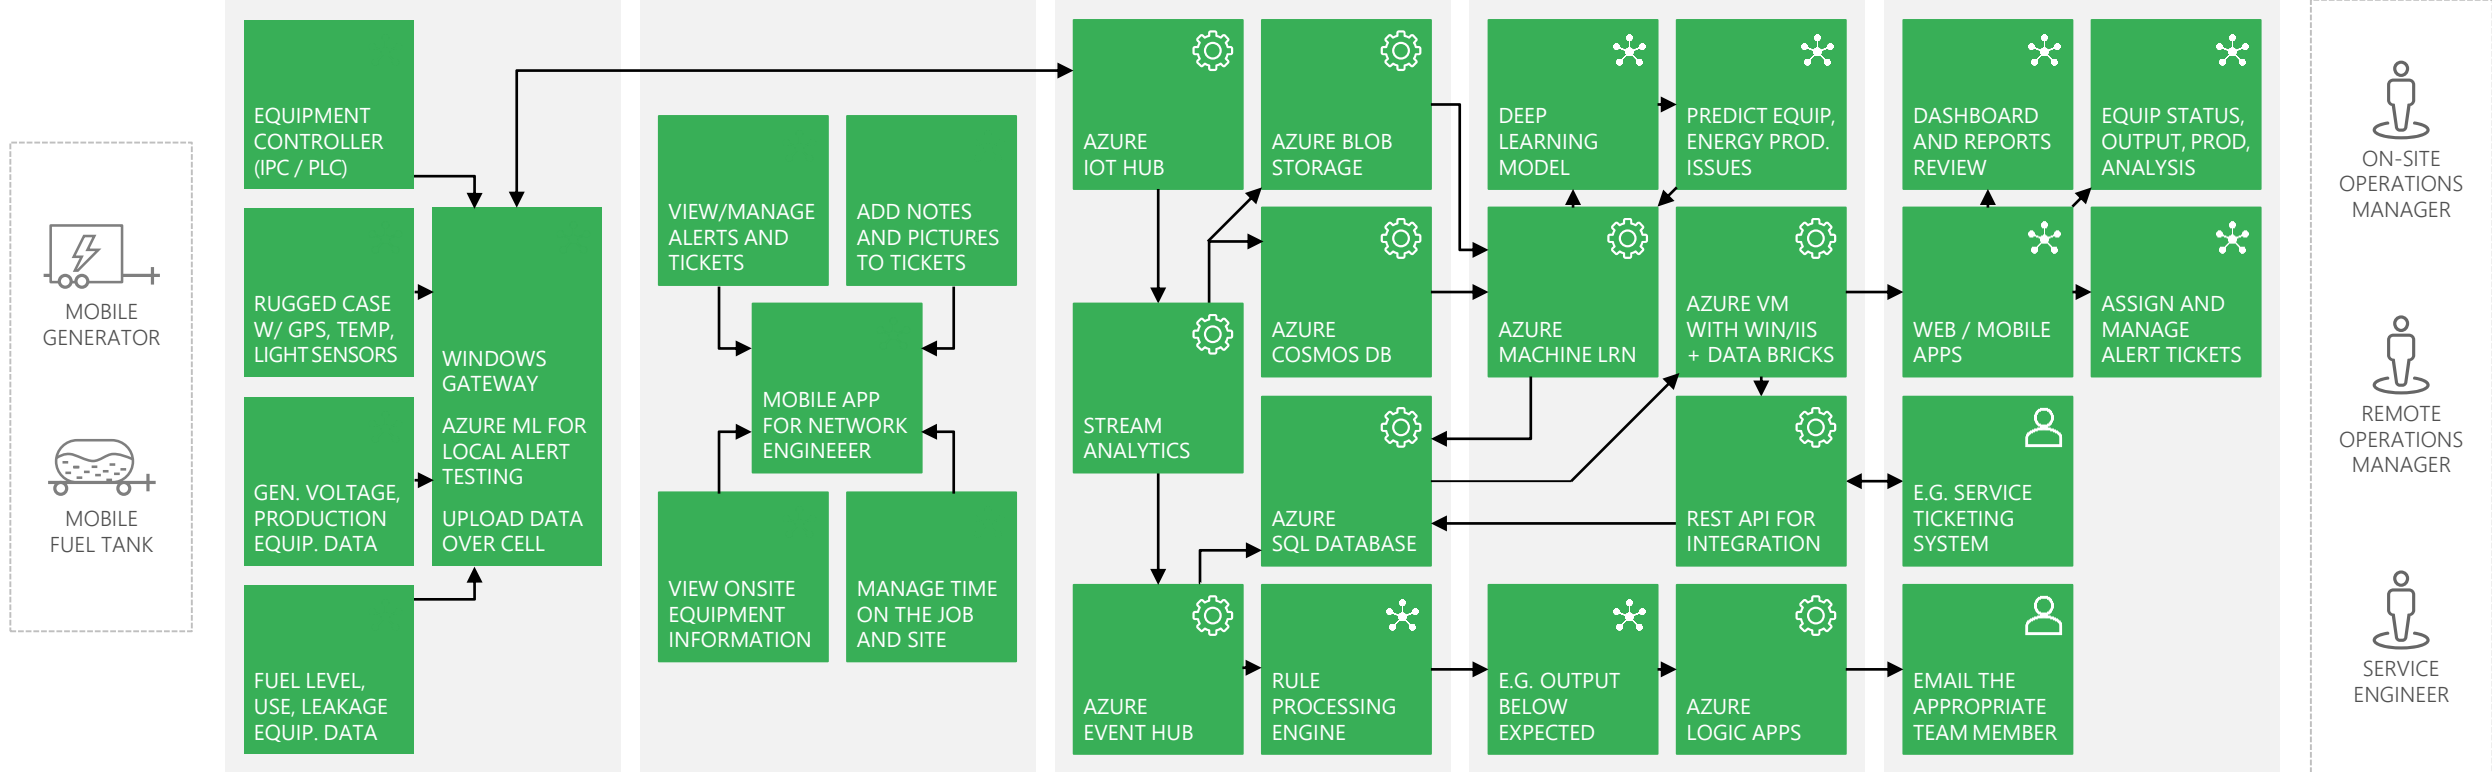 MOBILE
GENERATOR
MOBILE
FUEL TANK
EQUIPMENT
CONTROLLER
(IPC / PLC)
RUGGED CASE
W/ GPS, TEMP,
LIGHT SENSORS
GEN. VOLTAGE,
PRODUCTION
EQUIP. DATA
FUEL LEVEL,
USE, LEAKAGE
EQUIP. DATA
WINDOWS
GATEWAY
AZURE ML FOR
LOCAL ALERT
TESTING
UPLOAD DATA
OVER CELL
VIEW/MANAGE
ALERTS AND
TICKETS
ADD NOTES
AND PICTURES
TO TICKETS
MOBILE APP
FOR NETWORK
ENGINEEER
VIEW ONSITE
EQUIPMENT
INFORMATION
MANAGE TIME
ON THE JOB
AND SITE
AZURE
IOT HUB
AZURE BLOB
STORAGE
AZURE
COSMOS DB
STREAM
ANALYTICS
AZURE
SQL DATABASE
AZURE
EVENT HUB
RULE
PROCESSING
ENGINE
DEEP
LEARNING
MODEL
PREDICT EQUIP,
ENERGY PROD.
ISSUES
AZURE
MACHINE LRN
AZURE VM
WITH WIN/IIS
+ DATA BRICKS
REST API FOR
INTEGRATION
E.G. OUTPUT
BELOW
EXPECTED
AZURE
LOGIC APPS
DASHBOARD
AND REPORTS
REVIEW
EQUIP STATUS,
OUTPUT, PROD,
ANALYSIS
WEB / MOBILE
APPS
ASSIGN AND
MANAGE
ALERT TICKETS
E.G. SERVICE
TICKETING
SYSTEM
EMAIL THE
APPROPRIATE
TEAM MEMBER
ON-SITE
OPERATIONS
MANAGER
REMOTE
OPERATIONS
MANAGER
SERVICE
ENGINEER